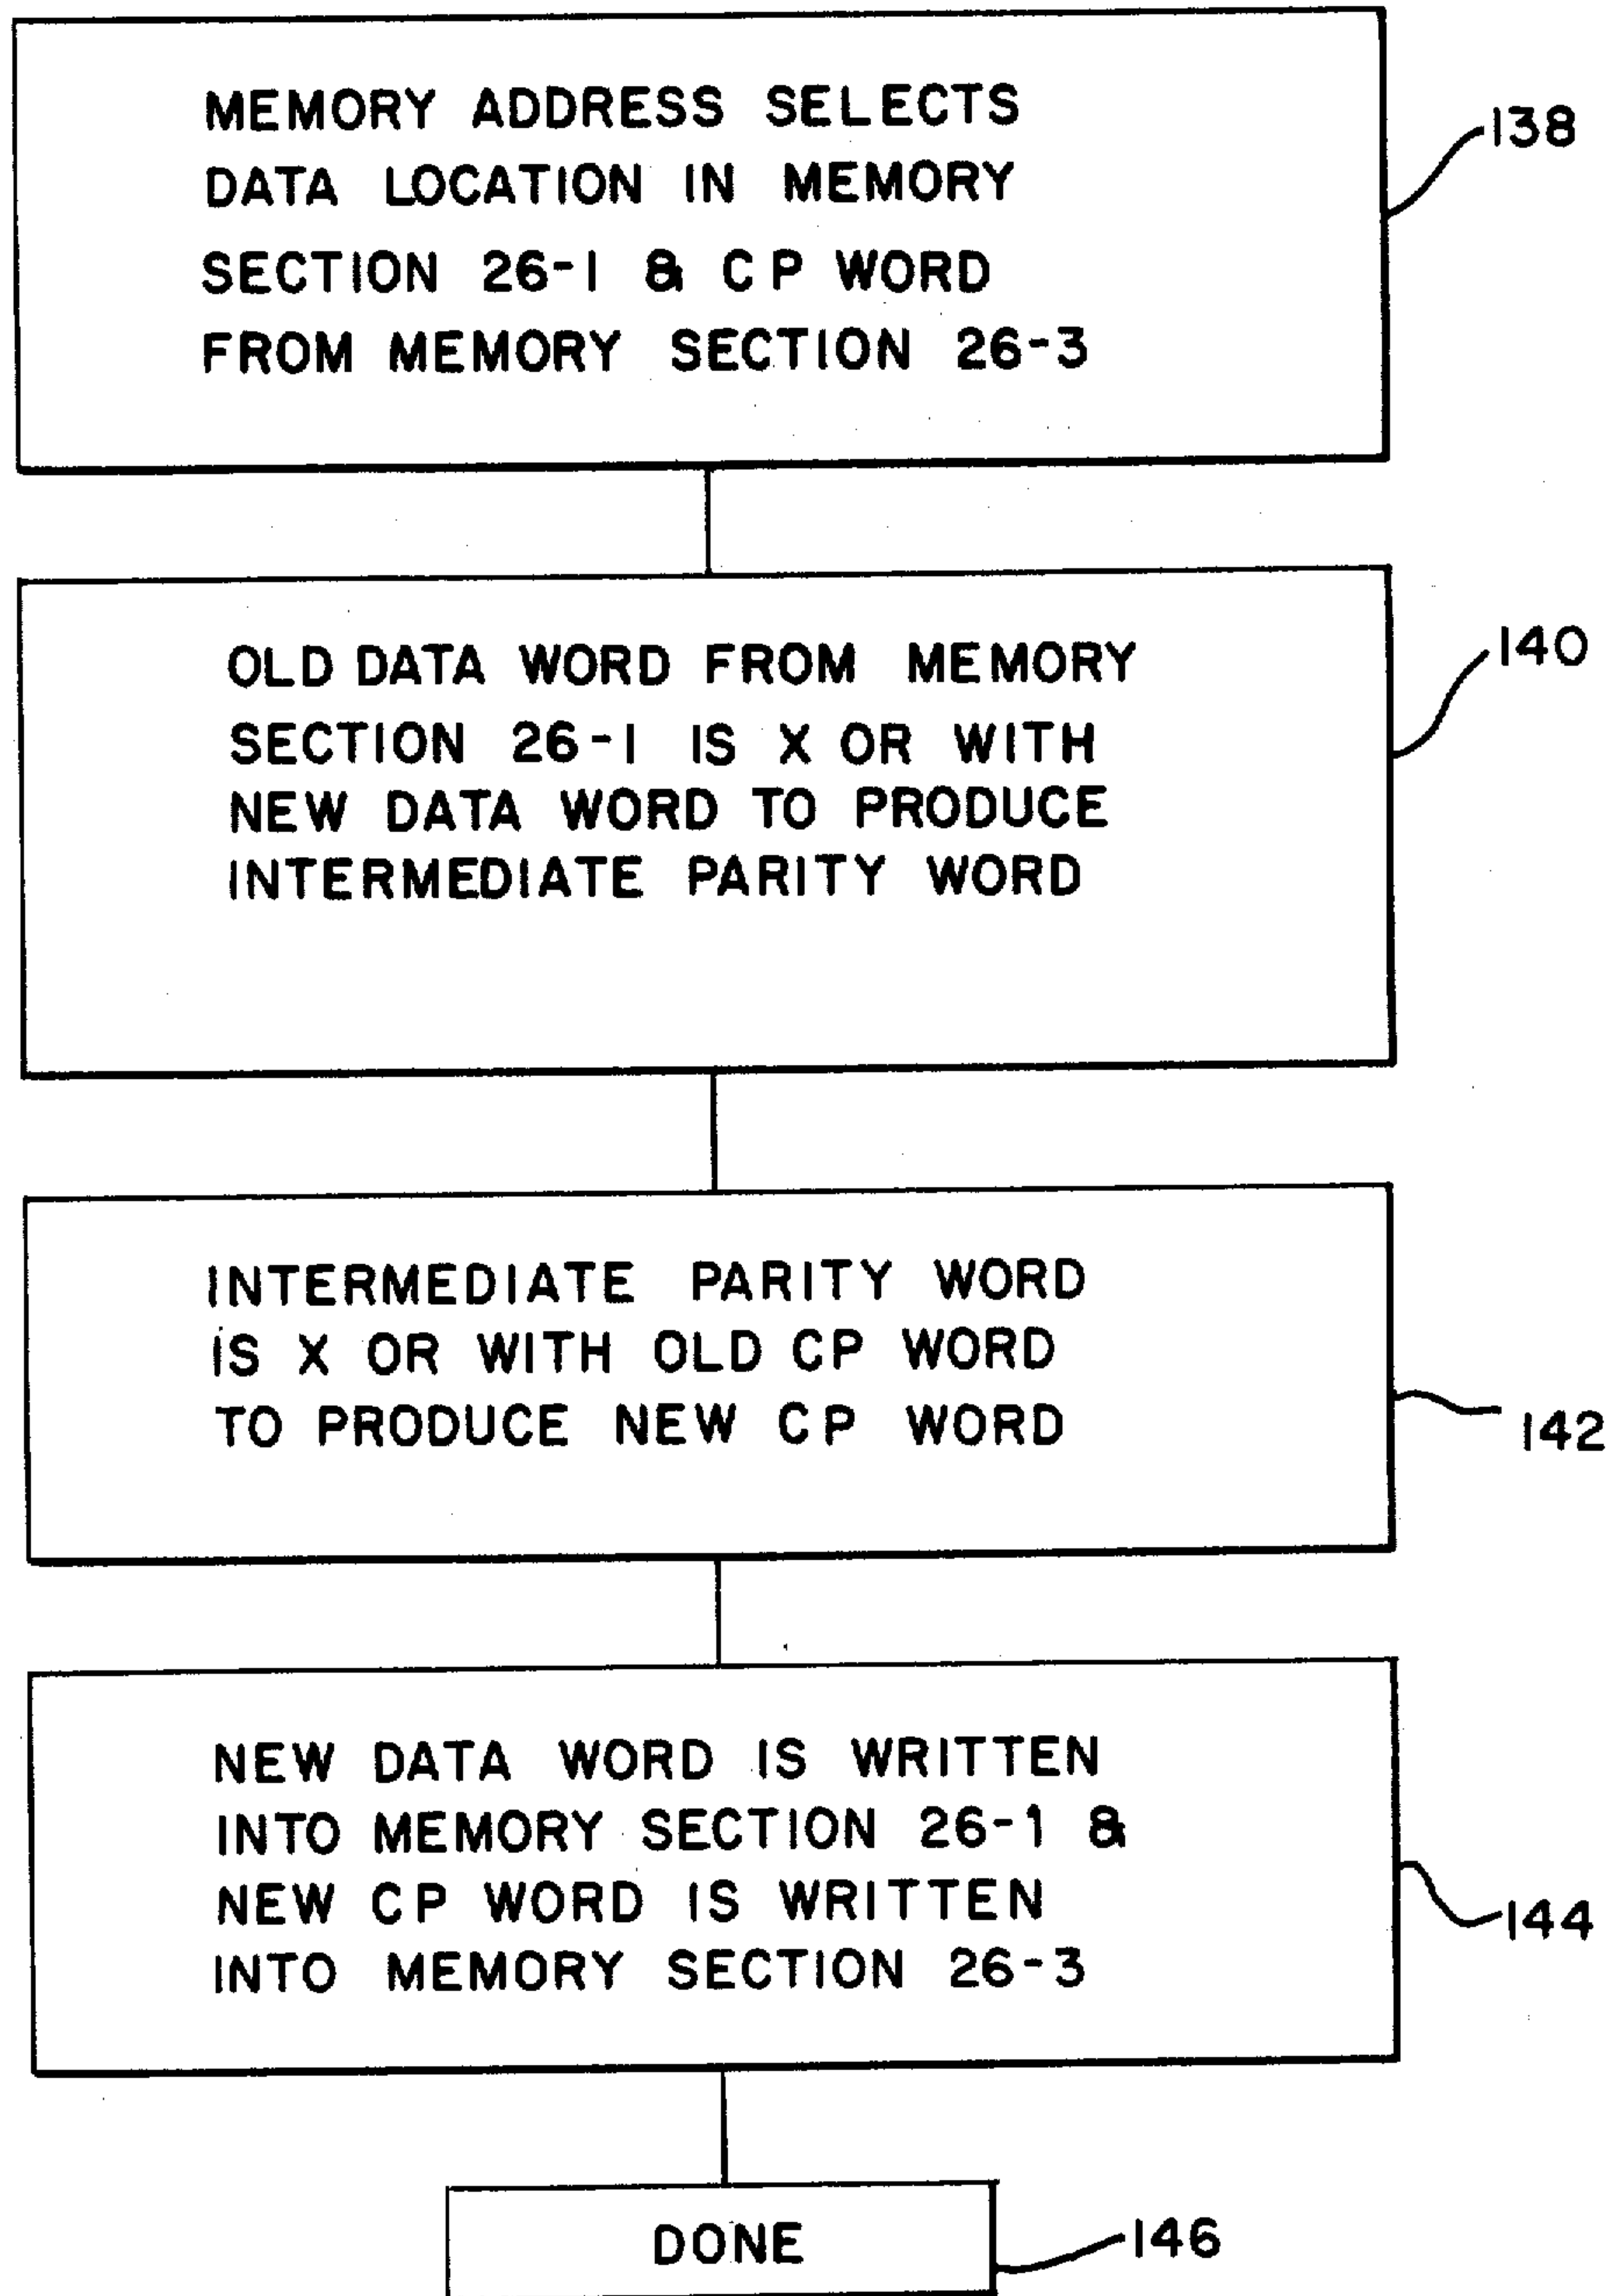 MEMORY ADDRESS SELECTS
DATA LOCATION IN MEMORY
SECTION 26-1 & CP WORD
FROM MEMORY SECTION 26-3
138
OLD DATA WORD FROM MEMORY
SECTION 26-1 IS X OR WITH
NEW DATA WORD TO PRODUCE
INTERMEDIATE PARITY WORD
140
INTERMEDIATE PARITY WORD
IS X OR WITH OLD CP WORD
TO PRODUCE NEW CP WORD
142
NEW DATA WORD IS WRITTEN
INTO MEMORY SECTION 26-1 &
NEW CP WORD IS WRITTEN
INTO MEMORY SECTION 26-3
144
DONE
146